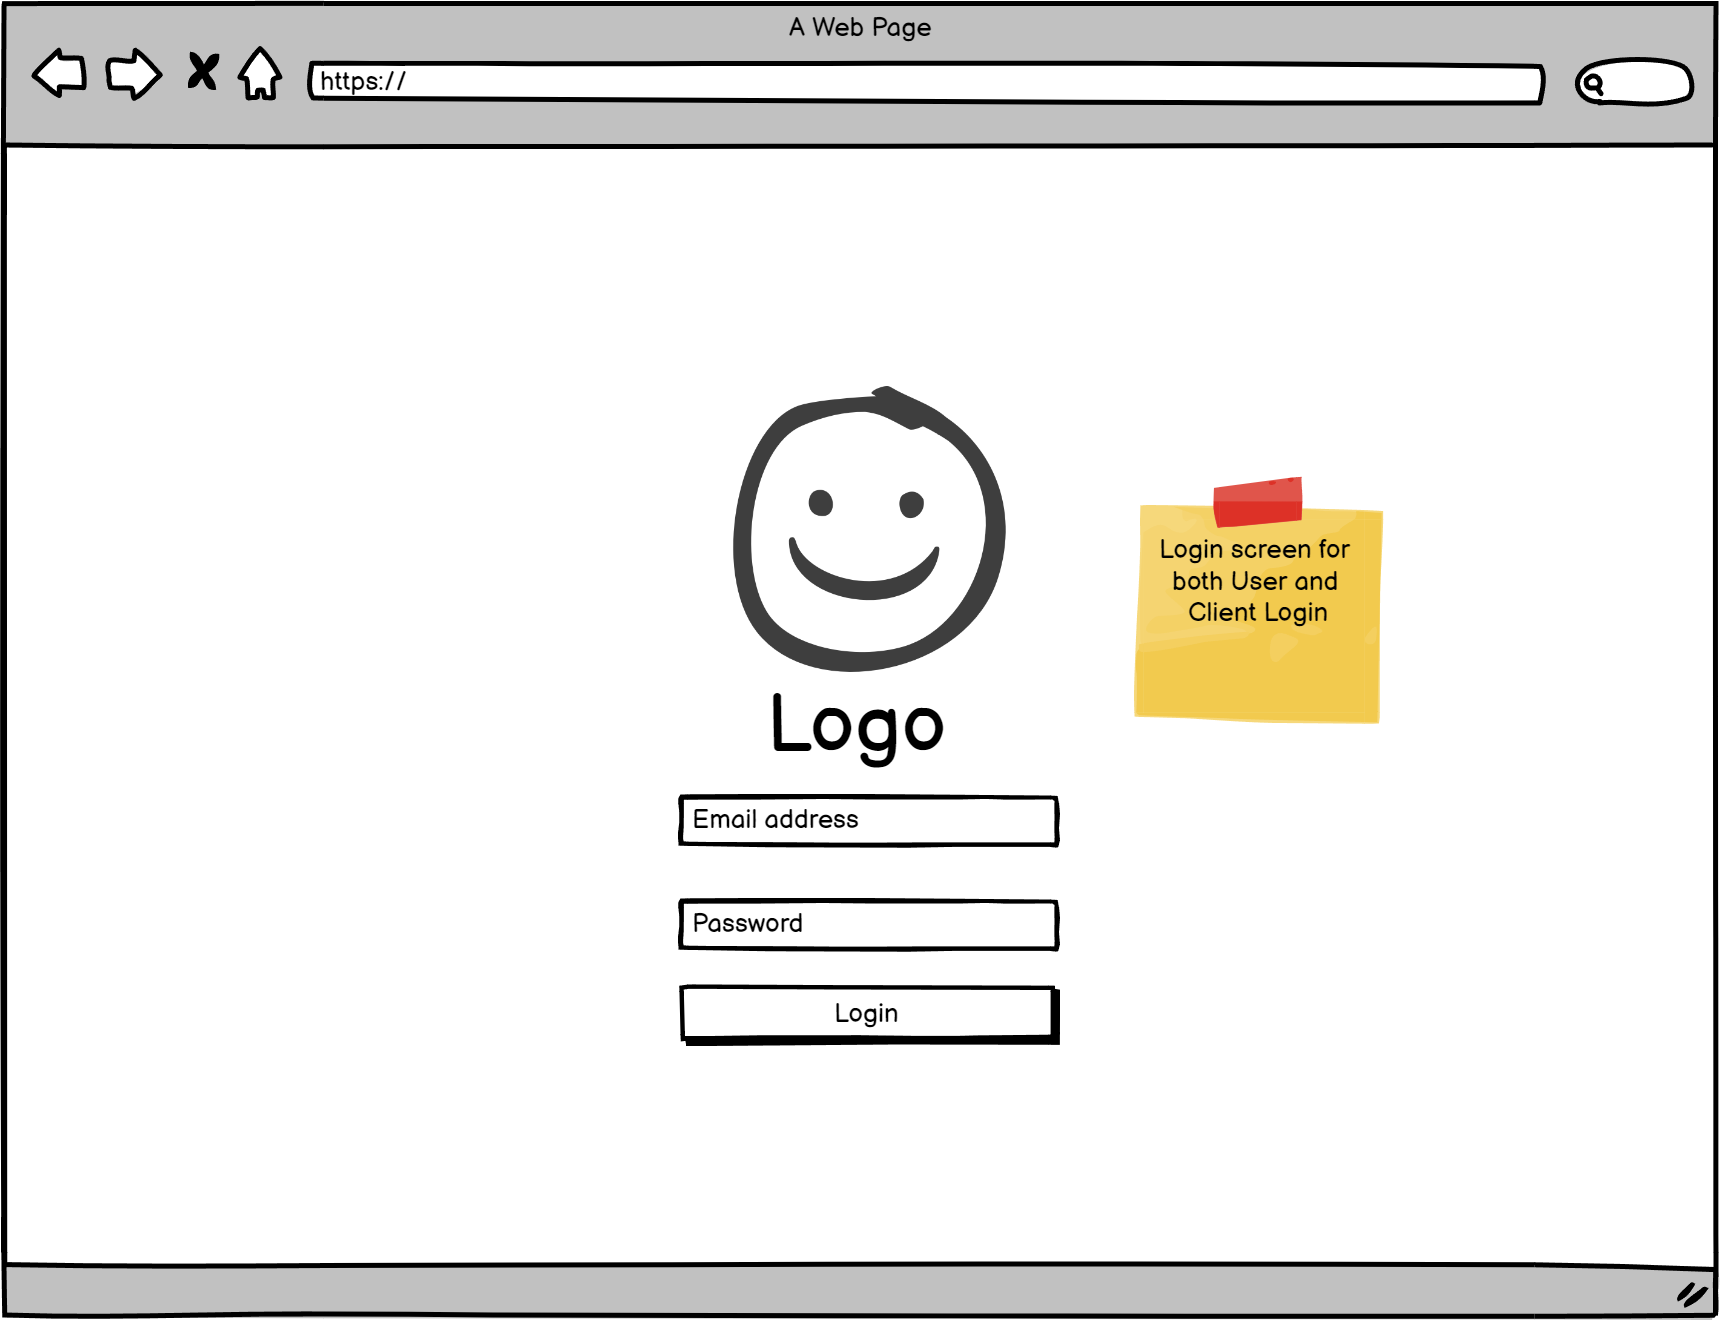 A Web Page
https://
Login screen for
both User and
Client Login
Logo
Email address
Password
Login